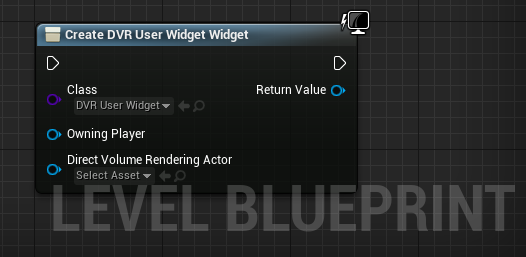 Create DVR User Widget Widget
Class
DVR User Widget
Return Value
Owning Player
Direct Volume Rendering Actor
Select Asset
LEVEL BLUEPRINT